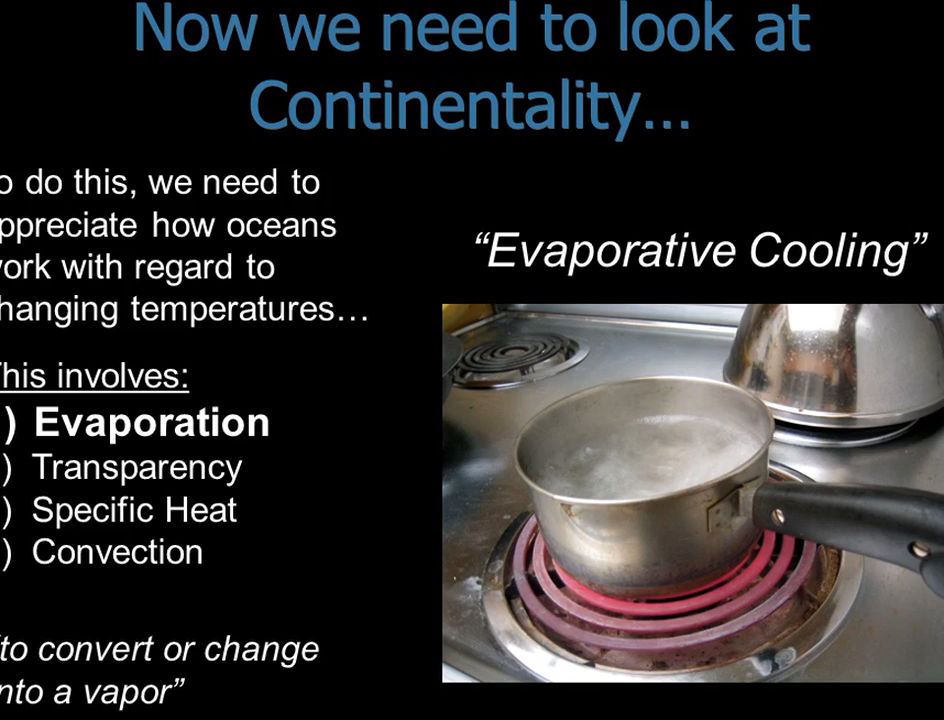 Now we need to look at
Continentality…
o do this, we need to
ppreciate how oceans
ork with regard to
hanging temperatures…
“Evaporative Cooling”
his involves:
) Evaporation
) Transparency
) Specific Heat
) Convection
to convert or change
nto a vapor”